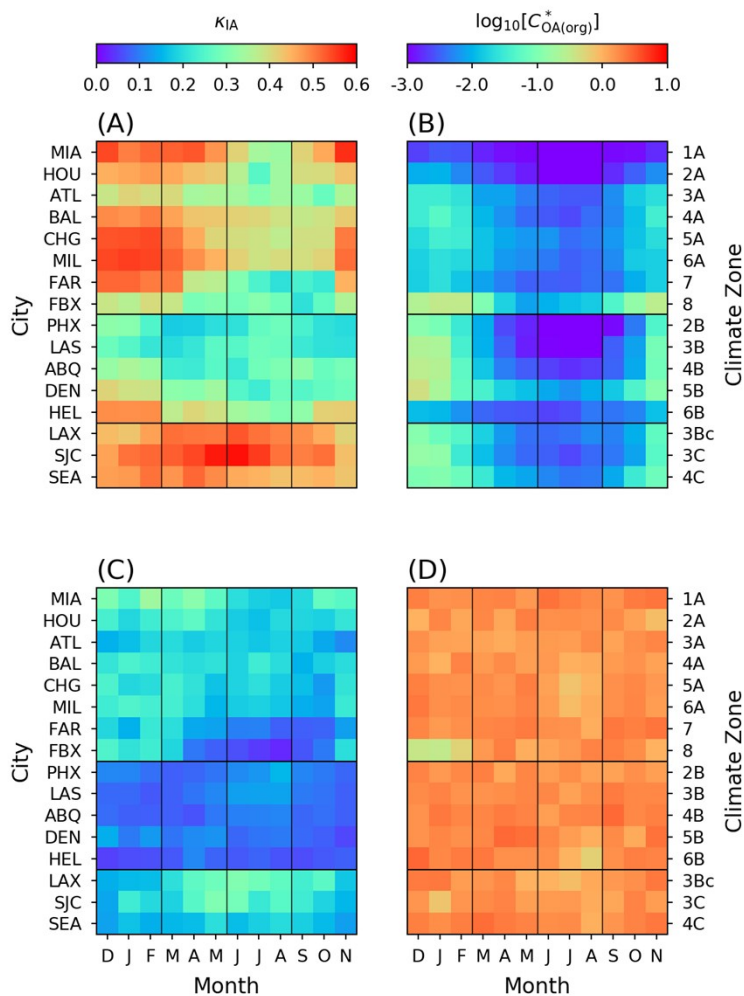 κIA
log10[C*OA(org)]
0.0 0.1 0.2 0.3 0.4 0.5 0.6
-3.0 -2.0 -1.0 0.0 1.0
(A)
(B)
MIA
HOU
ATL
BAL
CHG
MIL
FAR
FBX
PHX
LAS
ABQ
DEN
HEL
LAX
SJC
SEA
City
1A
2A
3A
4A
5A
6A
7
8
2B
3B
4B
5B
6B
3Bc
3C
4C
Climate Zone
(C)
(D)
MIA
HOU
ATL
BAL
CHG
MIL
FAR
FBX
PHX
LAS
ABQ
DEN
HEL
LAX
SJC
SEA
City
1A
2A
3A
4A
5A
6A
7
8
2B
3B
4B
5B
6B
3Bc
3C
4C
Climate Zone
D J F M A M J J A S O N
D J F M A M J J A S O N
Month
Month